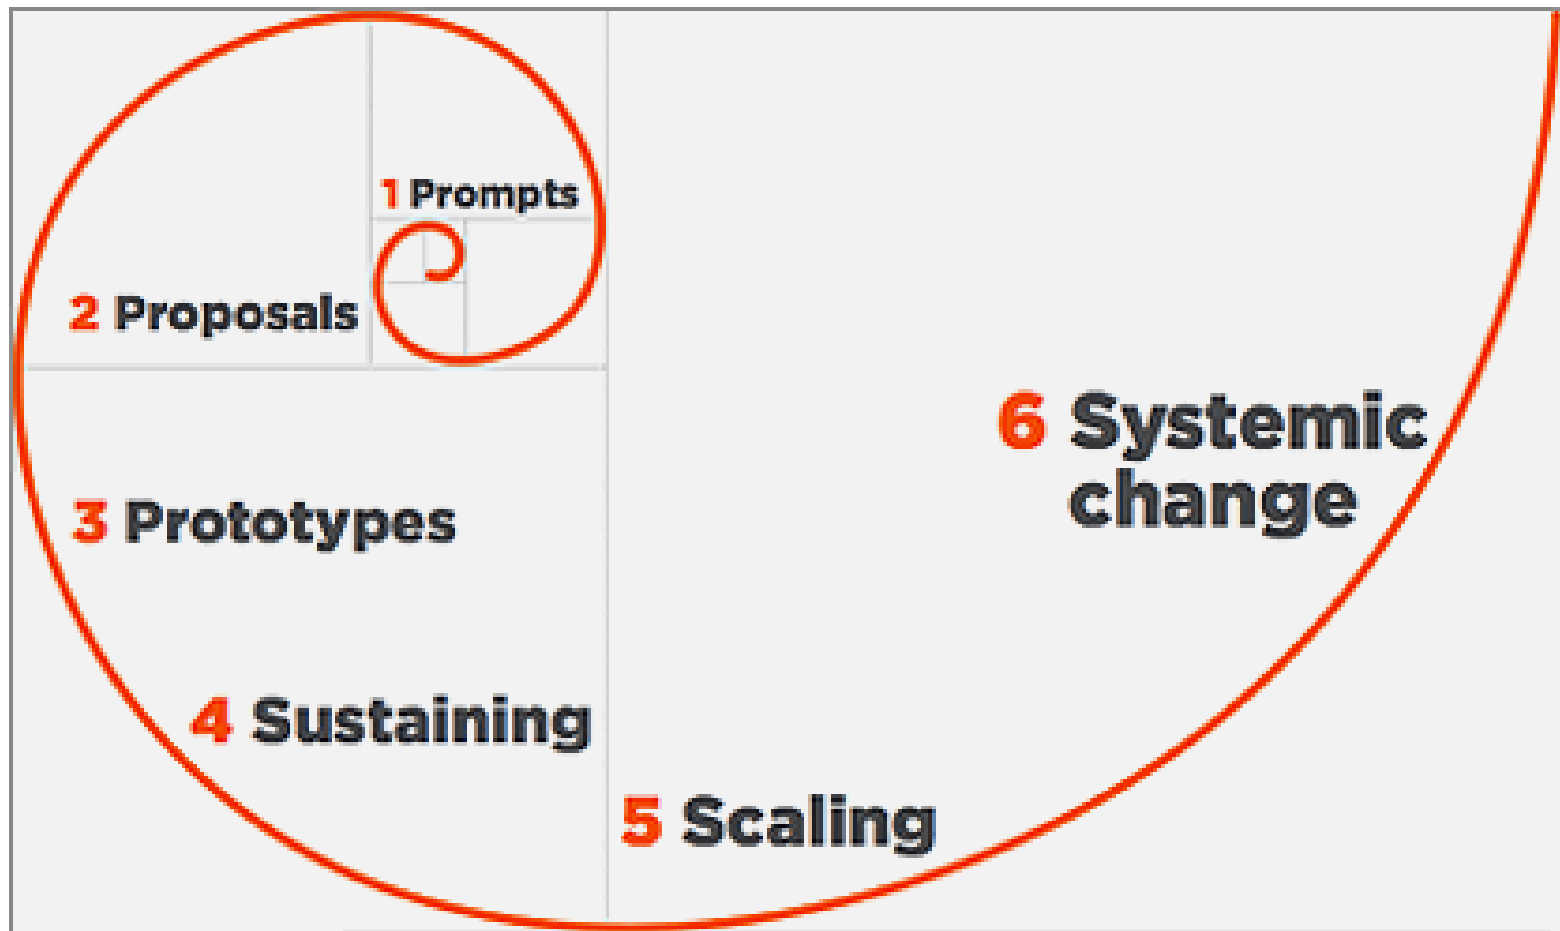 1 Prompts
2 Proposals
3 Prototypes
4 Sustaining
5 Scaling
6 Systemic
change